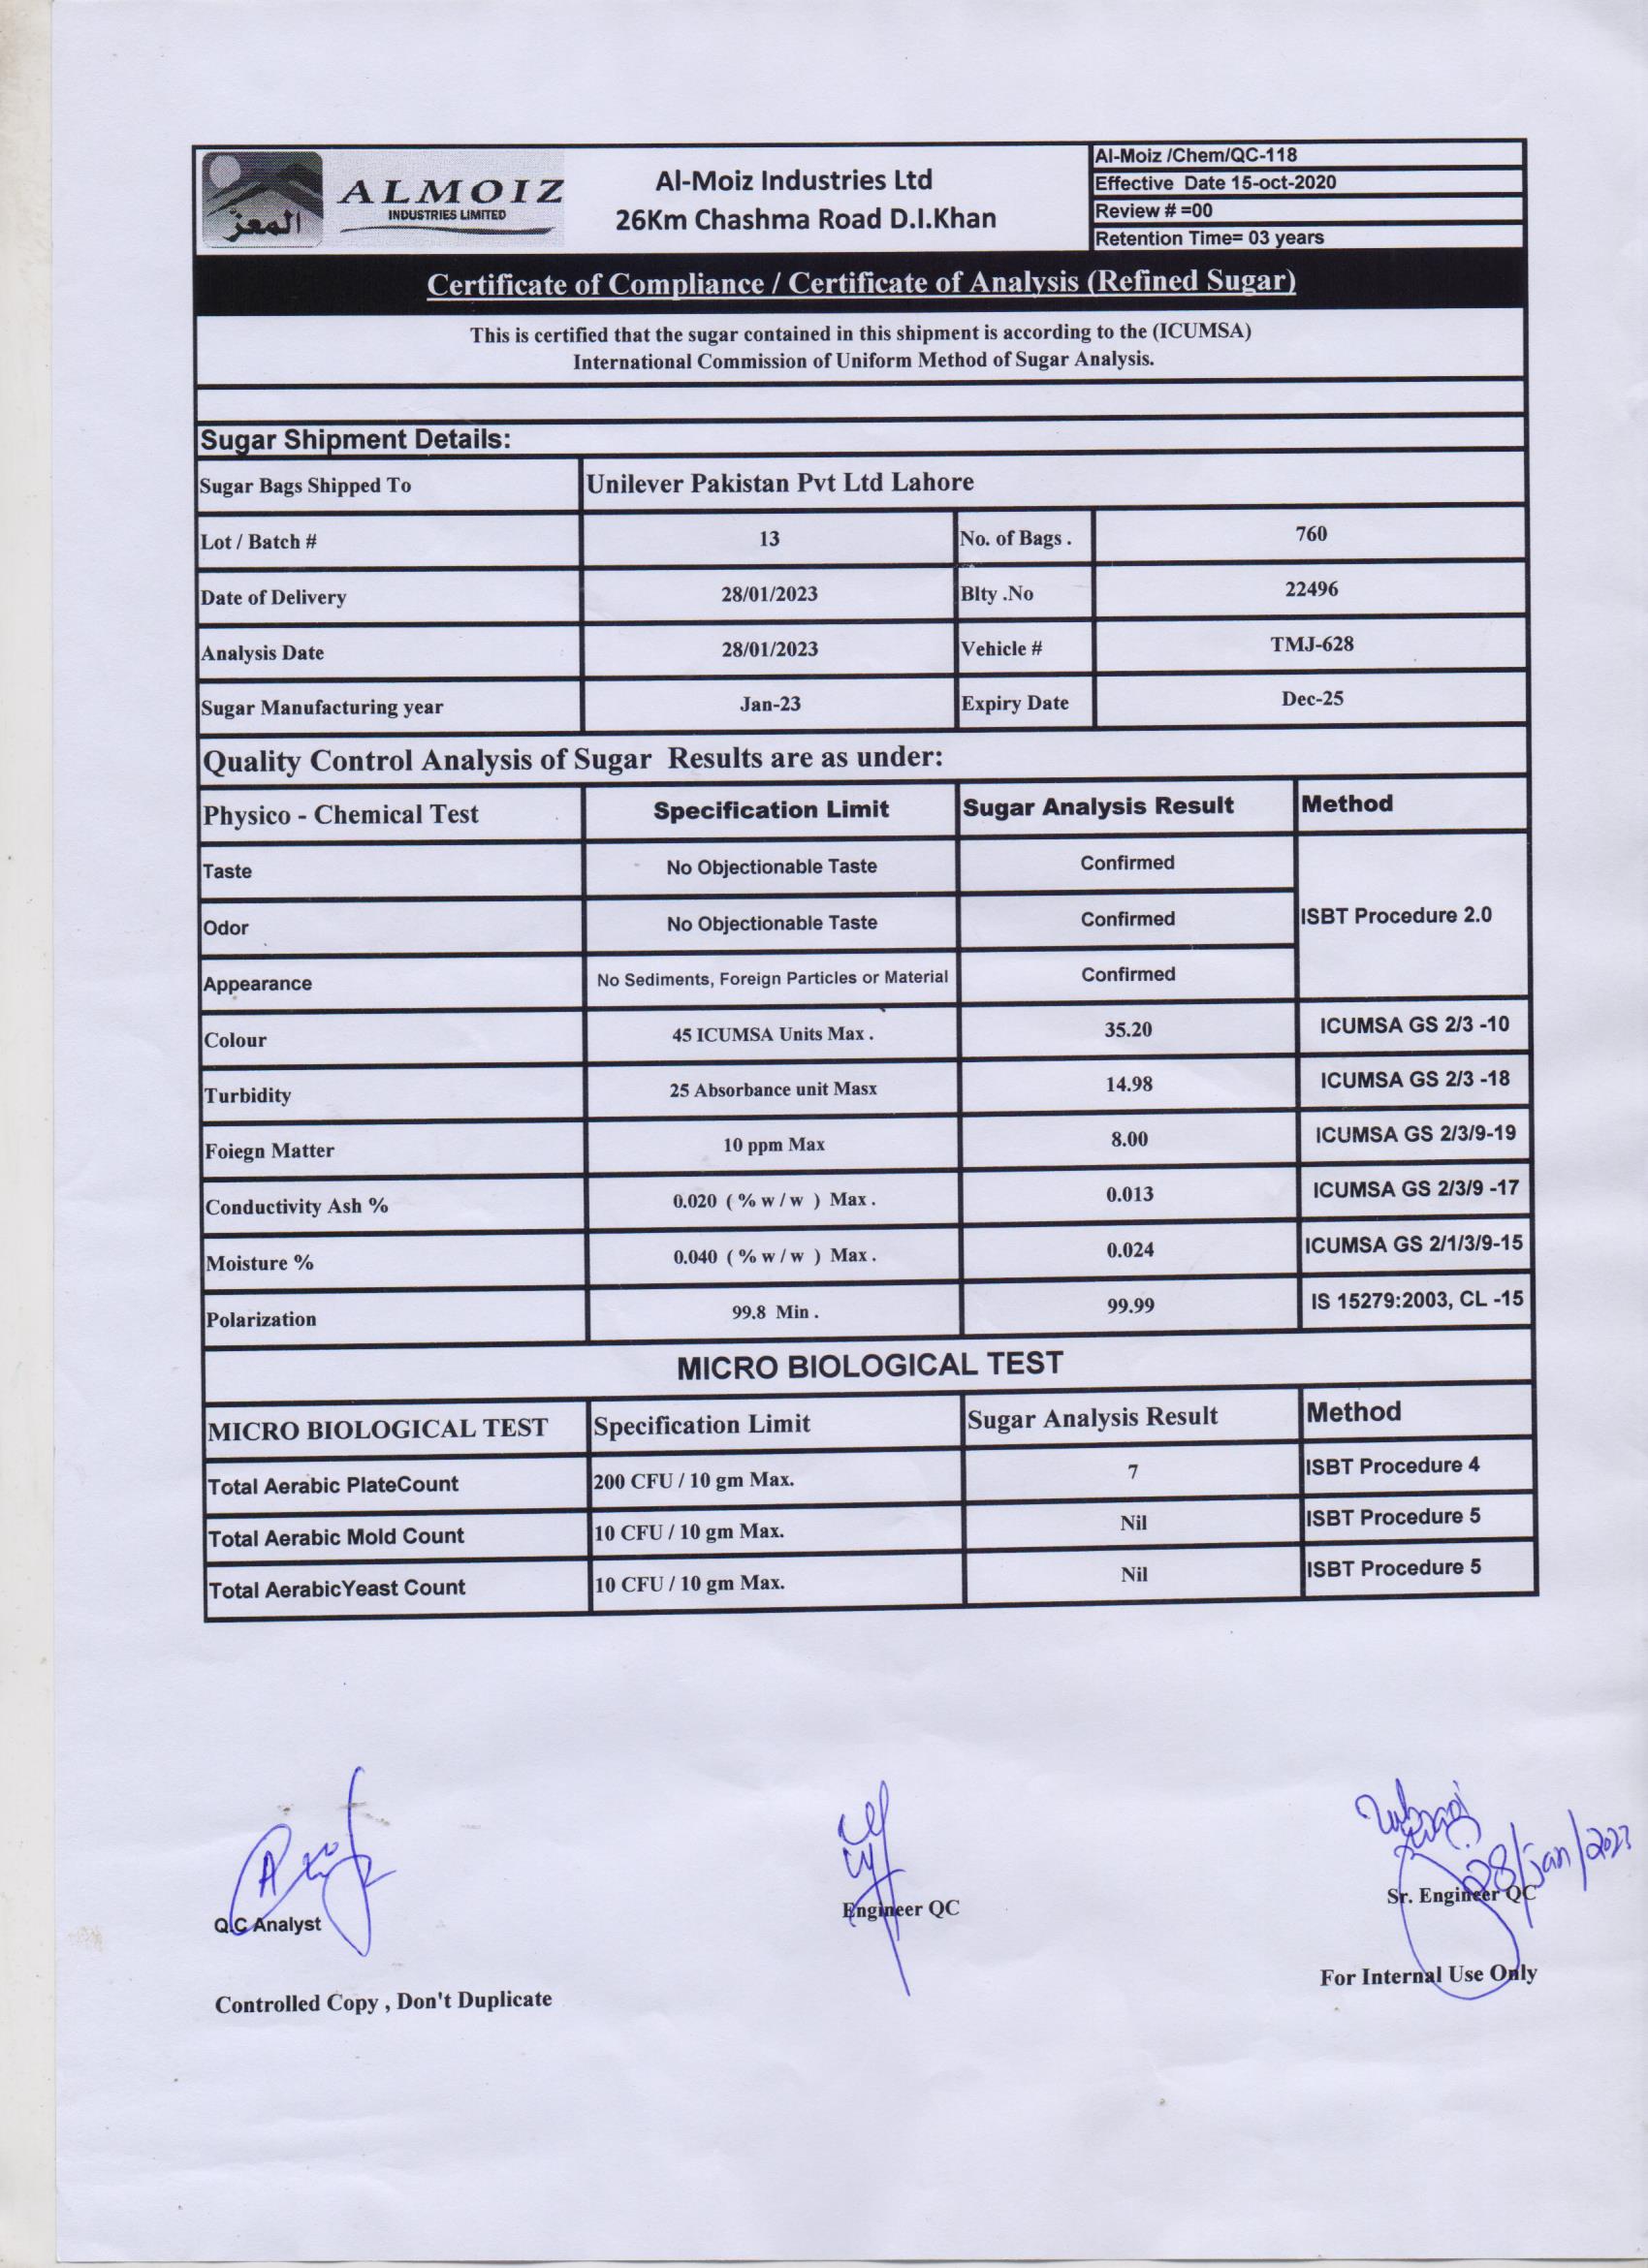 المعز
ALMOIZ
INDUSTRIES LIMITED
Al-Moiz Industries Ltd
26Km Chashma Road D.I.Khan
Al-Moiz /Chem/QC-118
Effective Date 15-oct-2020
Review # =00
Retention Time= 03 years
Certificate of Compliance / Certificate of Analysis (Refined Sugar)
This is certified that the sugar contained in this shipment is according to the (ICUMSA)
International Commission of Uniform Method of Sugar Analysis.
Sugar Shipment Details:
Sugar Bags Shipped To Unilever Pakistan Pvt Ltd Lahore
Lot / Batch # 13 No. of Bags . 760
Date of Delivery 28/01/2023 Blty .No 22496
Analysis Date 28/01/2023 Vehicle # TMJ-628
Sugar Manufacturing year Jan-23 Expiry Date Dec-25
Quality Control Analysis of Sugar Results are as under:
Physico - Chemical Test Specification Limit Sugar Analysis Result Method
Taste No Objectionable Taste Confirmed
Odor No Objectionable Taste Confirmed ISBT Procedure 2.0
Appearance No Sediments, Foreign Particles or Material Confirmed
Colour 45 ICUMSA Units Max . 35.20 ICUMSA GS 2/3 -10
Turbidity 25 Absorbance unit Masx 14.98 ICUMSA GS 2/3 -18
Foiegn Matter 10 ppm Max 8.00 ICUMSA GS 2/3/9-19
Conductivity Ash % 0.020 ( % w / w ) Max . 0.013 ICUMSA GS 2/3/9 -17
Moisture % 0.040 ( % w / w ) Max . 0.024 ICUMSA GS 2/1/3/9-15
Polarization 99.8 Min . 99.99 IS 15279:2003, CL -15
MICRO BIOLOGICAL TEST
MICRO BIOLOGICAL TEST Specification Limit Sugar Analysis Result Method
Total Aerabic PlateCount 200 CFU / 10 gm Max. 7 ISBT Procedure 4
Total Aerabic Mold Count 10 CFU / 10 gm Max. Nil ISBT Procedure 5
Total AerabicYeast Count 10 CFU / 10 gm Max. Nil ISBT Procedure 5
28/jan/2023
Q.C Analyst Engineer QC Sr. Engineer QC
Controlled Copy , Don't Duplicate For Internal Use Only